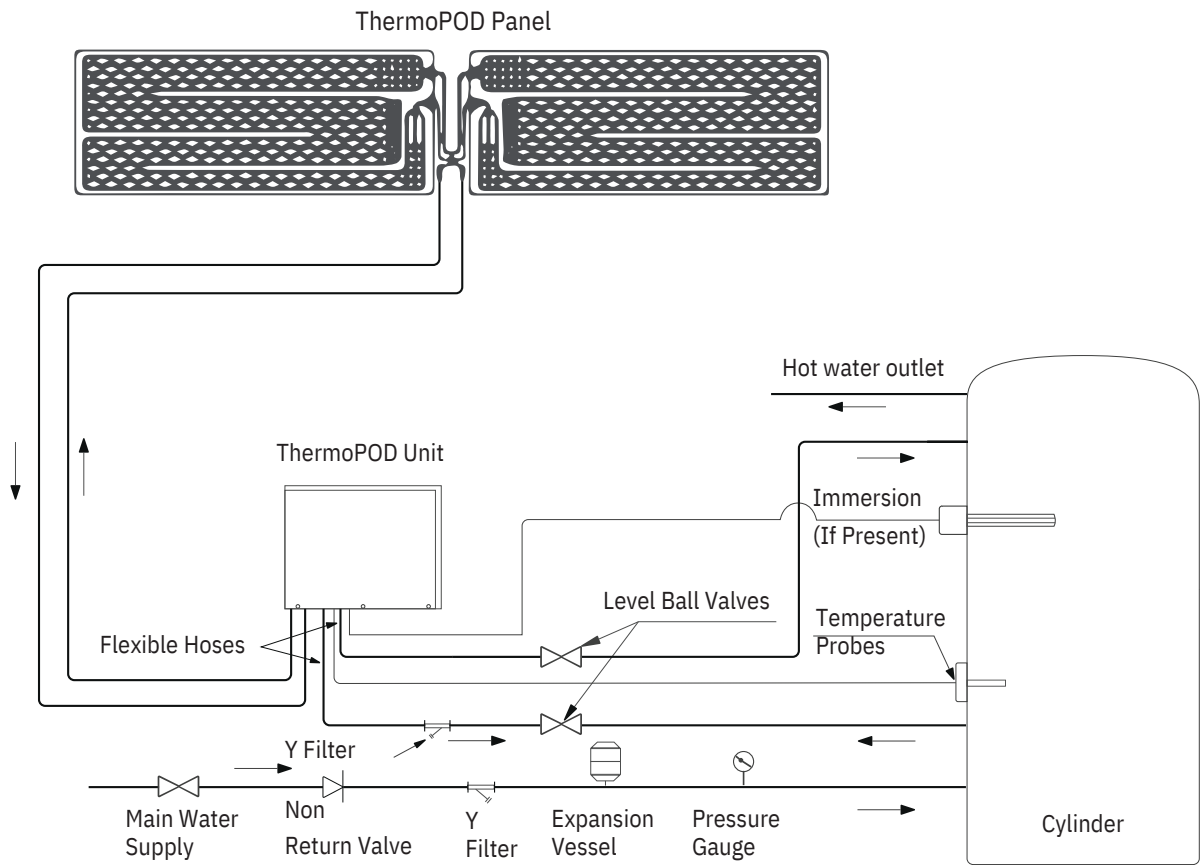 ThermoPOD Panel
Hot water outlet
ThermoPOD Unit
Immersion
(If Present)
Level Ball Valves
Temperature
Probes
Flexible Hoses
Y Filter
Non
Return Valve
Main Water
Supply
Y
Filter
Expansion
Vessel
Pressure
Gauge
Cylinder